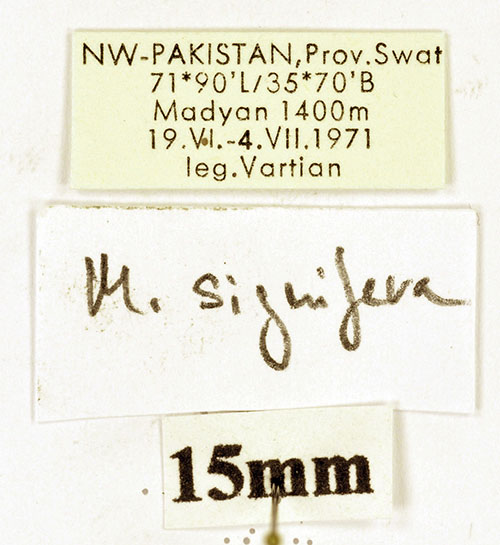 NW-PAKISTAN,Prov.Swat
71*90'L/35*70'B
Madyan 1400m
19.VI.-4.VII.1971
leg.Vartian
M. signifera
15mm